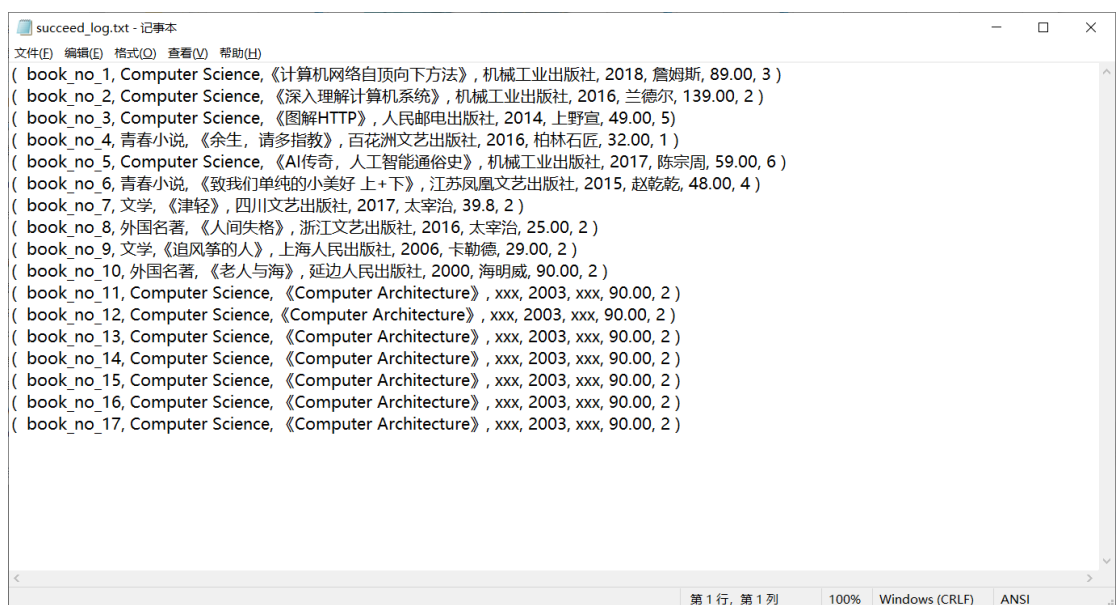 succeed_log.txt - 记事本
文件(F) 编辑(E) 格式(O) 查看(V) 帮助(H)
( book_no_1, Computer Science,《计算机网络自顶向下方法》, 机械工业出版社, 2018, 詹姆斯, 89.00, 3 )
( book_no_2, Computer Science, 《深入理解计算机系统》, 机械工业出版社, 2016, 兰德尔, 139.00, 2 )
( book_no_3, Computer Science, 《图解HTTP》, 人民邮电出版社, 2014, 上野宣, 49.00, 5)
( book_no_4, 青春小说, 《余生，请多指教》, 百花洲文艺出版社, 2016, 柏林石匠, 32.00, 1 )
( book_no_5, Computer Science, 《AI传奇，人工智能通俗史》, 机械工业出版社, 2017, 陈宗周, 59.00, 6 )
( book_no_6, 青春小说, 《致我们单纯的小美好 上+下》, 江苏凤凰文艺出版社, 2015, 赵乾乾, 48.00, 4 )
( book_no_7, 文学, 《津轻》, 四川文艺出版社, 2017, 太宰治, 39.8, 2 )
( book_no_8, 外国名著, 《人间失格》, 浙江文艺出版社, 2016, 太宰治, 25.00, 2 )
( book_no_9, 文学,《追风筝的人》, 上海人民出版社, 2006, 卡勒德, 29.00, 2 )
( book_no_10, 外国名著, 《老人与海》, 延边人民出版社, 2000, 海明威, 90.00, 2 )
( book_no_11, Computer Science, 《Computer Architecture》, xxx, 2003, xxx, 90.00, 2 )
( book_no_12, Computer Science,《Computer Architecture》, xxx, 2003, xxx, 90.00, 2 )
( book_no_13, Computer Science, 《Computer Architecture》, xxx, 2003, xxx, 90.00, 2 )
( book_no_14, Computer Science, 《Computer Architecture》, xxx, 2003, xxx, 90.00, 2 )
( book_no_15, Computer Science, 《Computer Architecture》, xxx, 2003, xxx, 90.00, 2 )
( book_no_16, Computer Science, 《Computer Architecture》, xxx, 2003, xxx, 90.00, 2 )
( book_no_17, Computer Science, 《Computer Architecture》, xxx, 2003, xxx, 90.00, 2 )
第 1 行，第 1 列 100% Windows (CRLF) ANSI